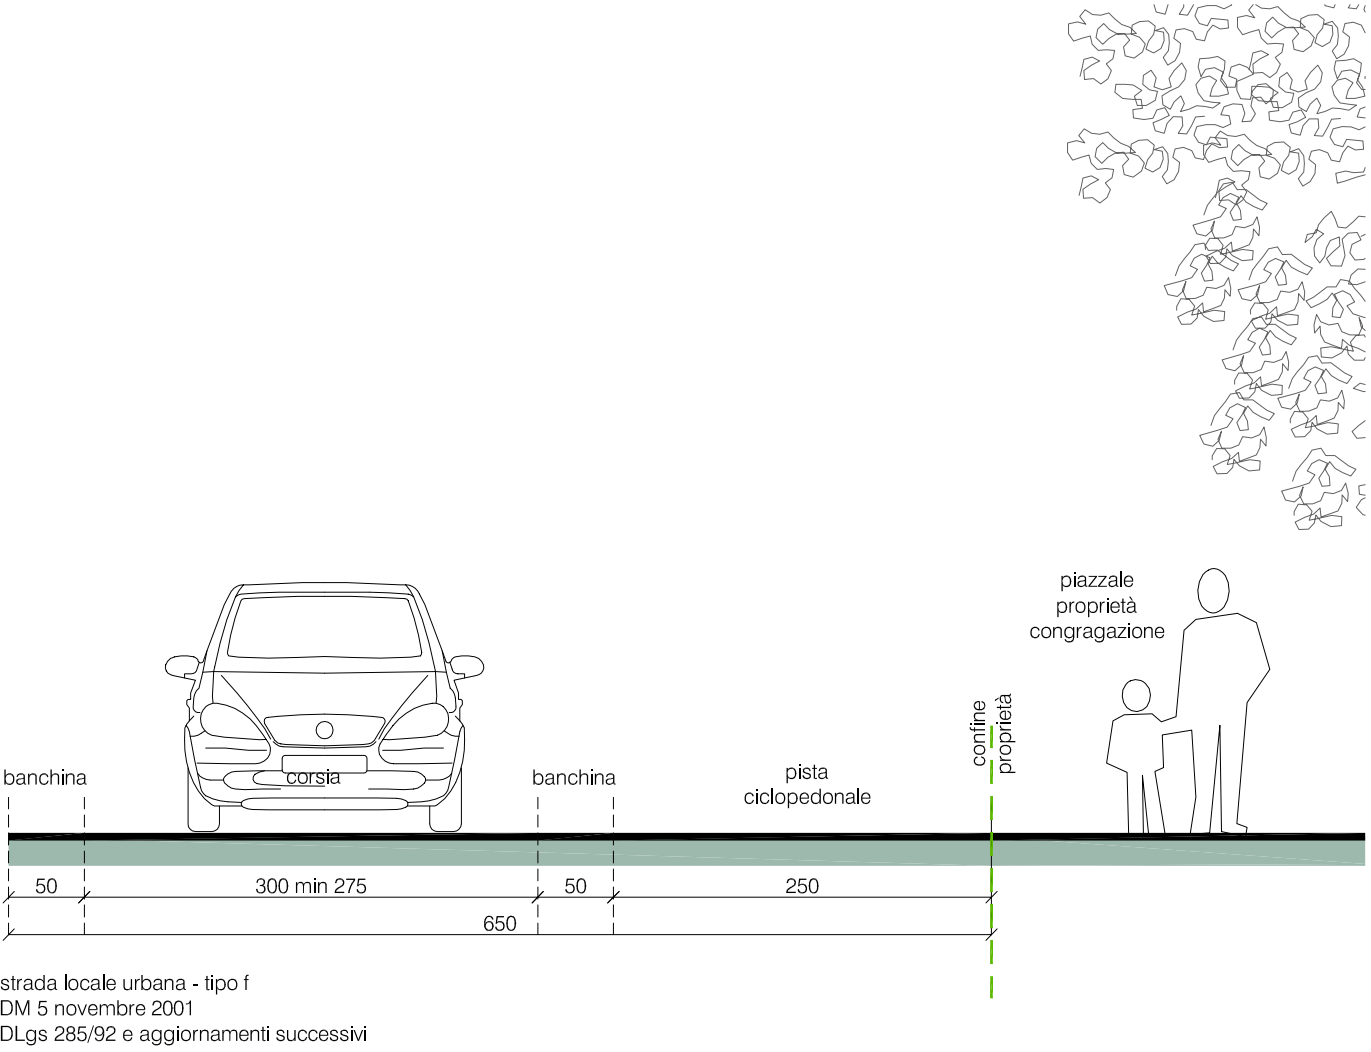 piazzale
proprietà
congragazione
confine
proprietà
banchina
corsia
banchina
pista
ciclopedonale
50
300 min 275
50
250
650
strada locale urbana - tipo f
DM 5 novembre 2001
DLgs 285/92 e aggiornamenti successivi